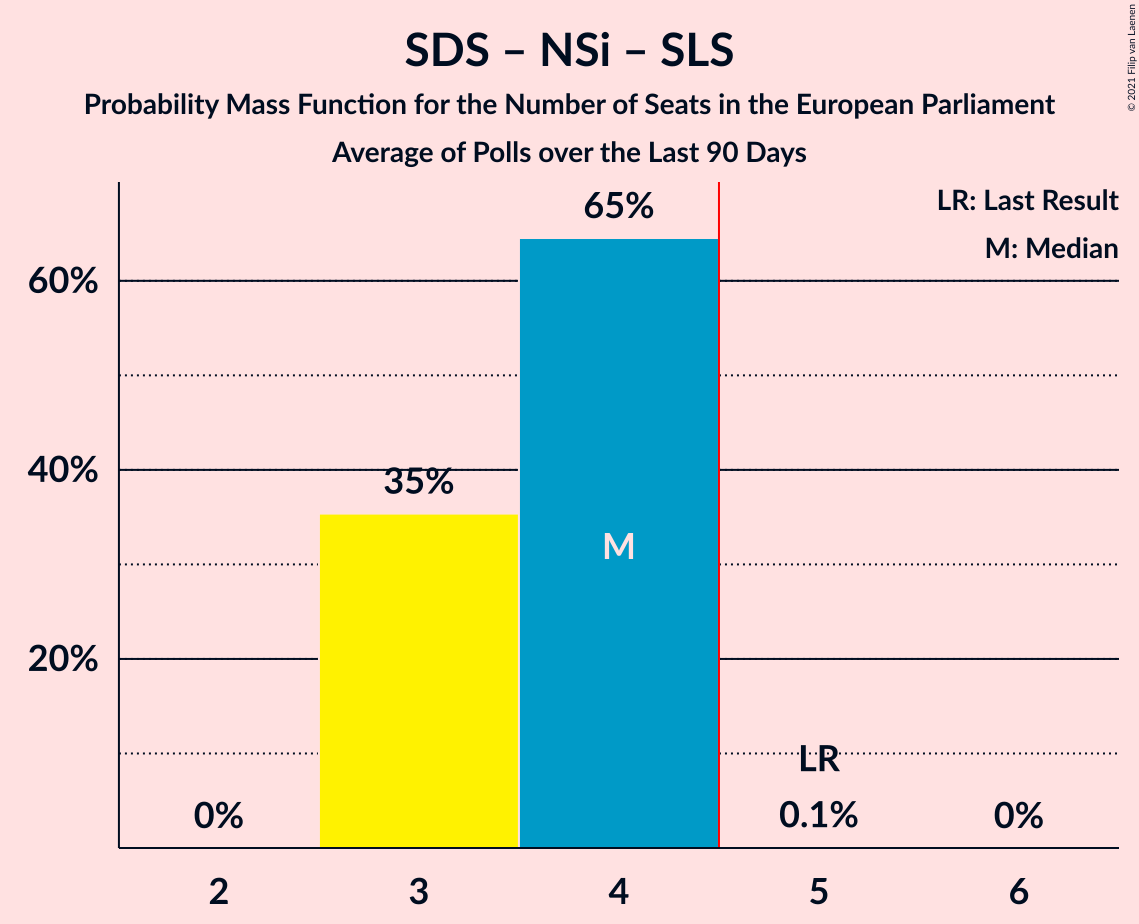 SDS – NSi – SLS
Probability Mass Function for the Number of Seats in the European Parliament
Average of Polls over the Last 90 Days
© 2021 Filip van Laenen
LR: Last Result
M: Median
65%
60%
40%
35%
M
20%
LR
0%
0.1%
0%
2 3 4 5 6